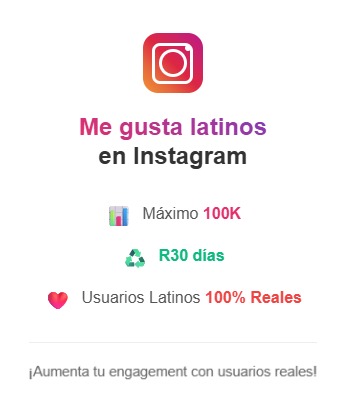 Me gusta latinos
en Instagram
Máximo 100K
R30 días
Usuarios Latinos 100% Reales
¡Aumenta tu engagement con usuarios reales!